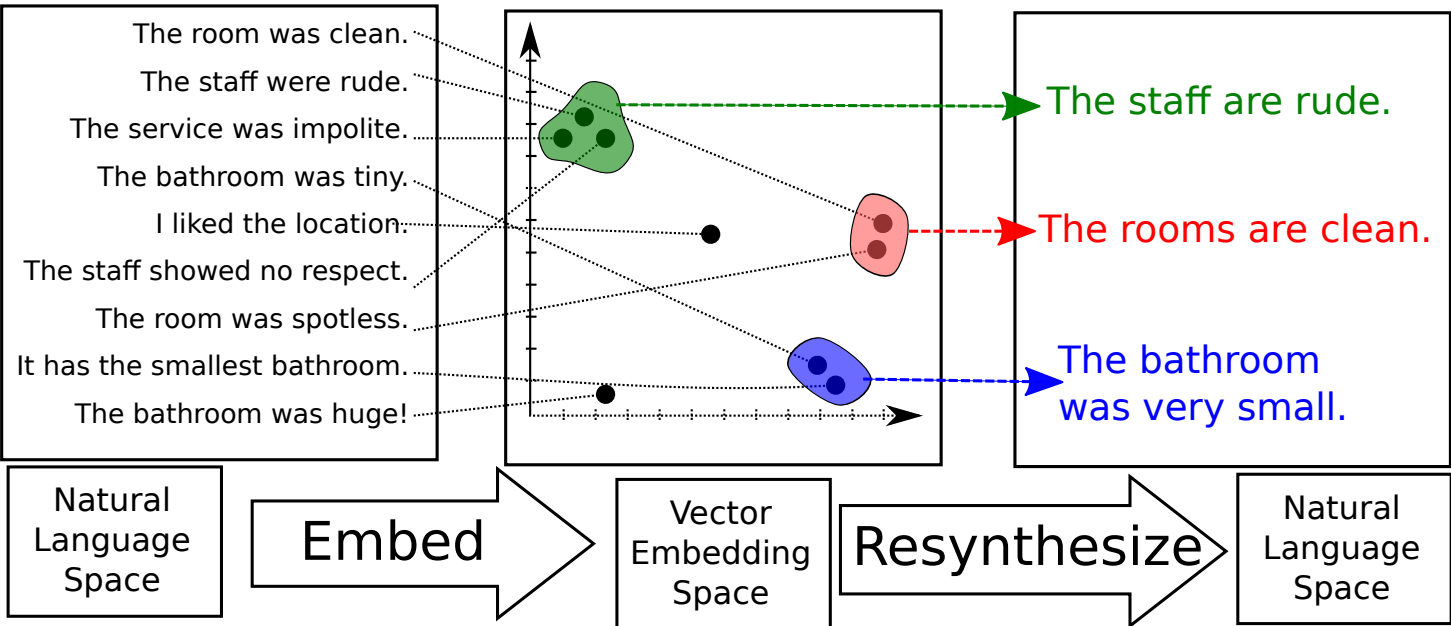 The room was clean.
The staff were rude.
The service was impolite.
The bathroom was tiny.
I liked the location.
The staff showed no respect.
The room was spotless.
It has the smallest bathroom.
The bathroom was huge!
The staff are rude.
The rooms are clean.
The bathroom
was very small.
Natural
Language
Space
Embed
Vector
Embedding
Space
Resynthesize
Natural
Language
Space